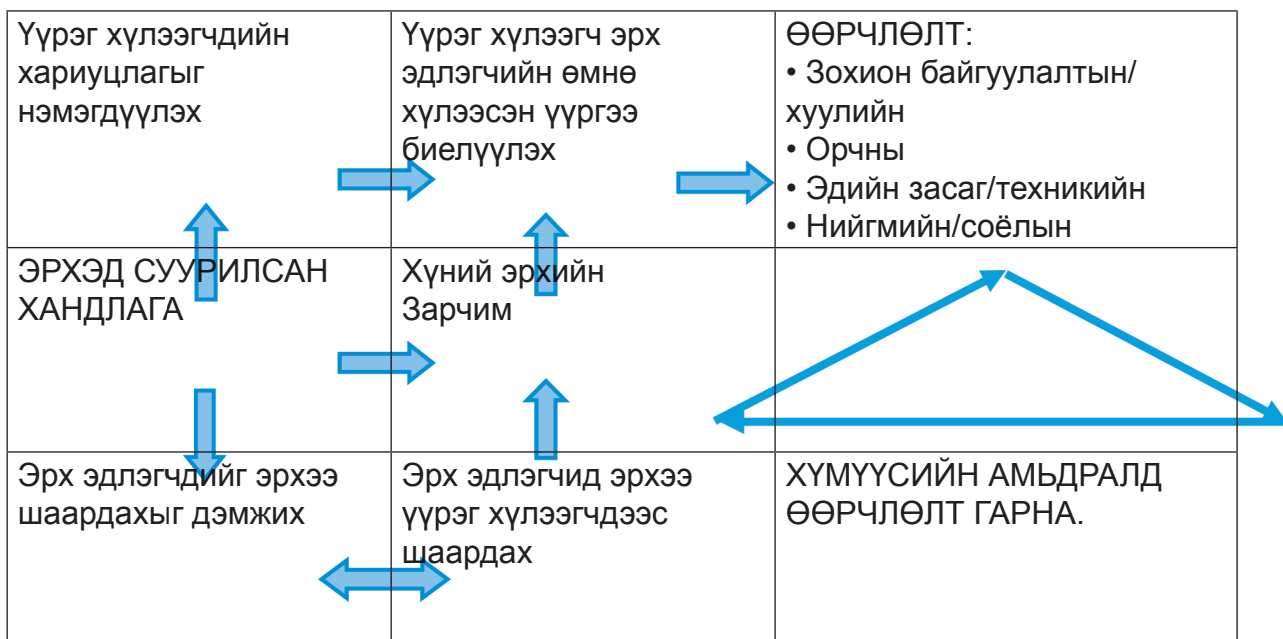 Үүрэг хүлээгчдийн
хариуцлагыг
нэмэгдүүлэх
Үүрэг хүлээгч эрх
эдлэгчийн өмнө
хүлээсэн үүргээ
биелүүлэх
ӨӨРЧЛӨЛТ:
• Зохион байгуулалтын/
хуулийн
• Орчны
• Эдийн засаг/техникийн
• Нийгмийн/соёлын
ЭРХЭД СУУРИЛСАН
ХАНДЛАГА
Хүний эрхийн
Зарчим
Эрх эдлэгчдийг эрхээ
шаардахыг дэмжих
Эрх эдлэгчид эрхээ
үүрэг хүлээгчдээс
шаардах
ХҮМҮҮСИЙН АМЬДРАЛД
ӨӨРЧЛӨЛТ ГАРНА.